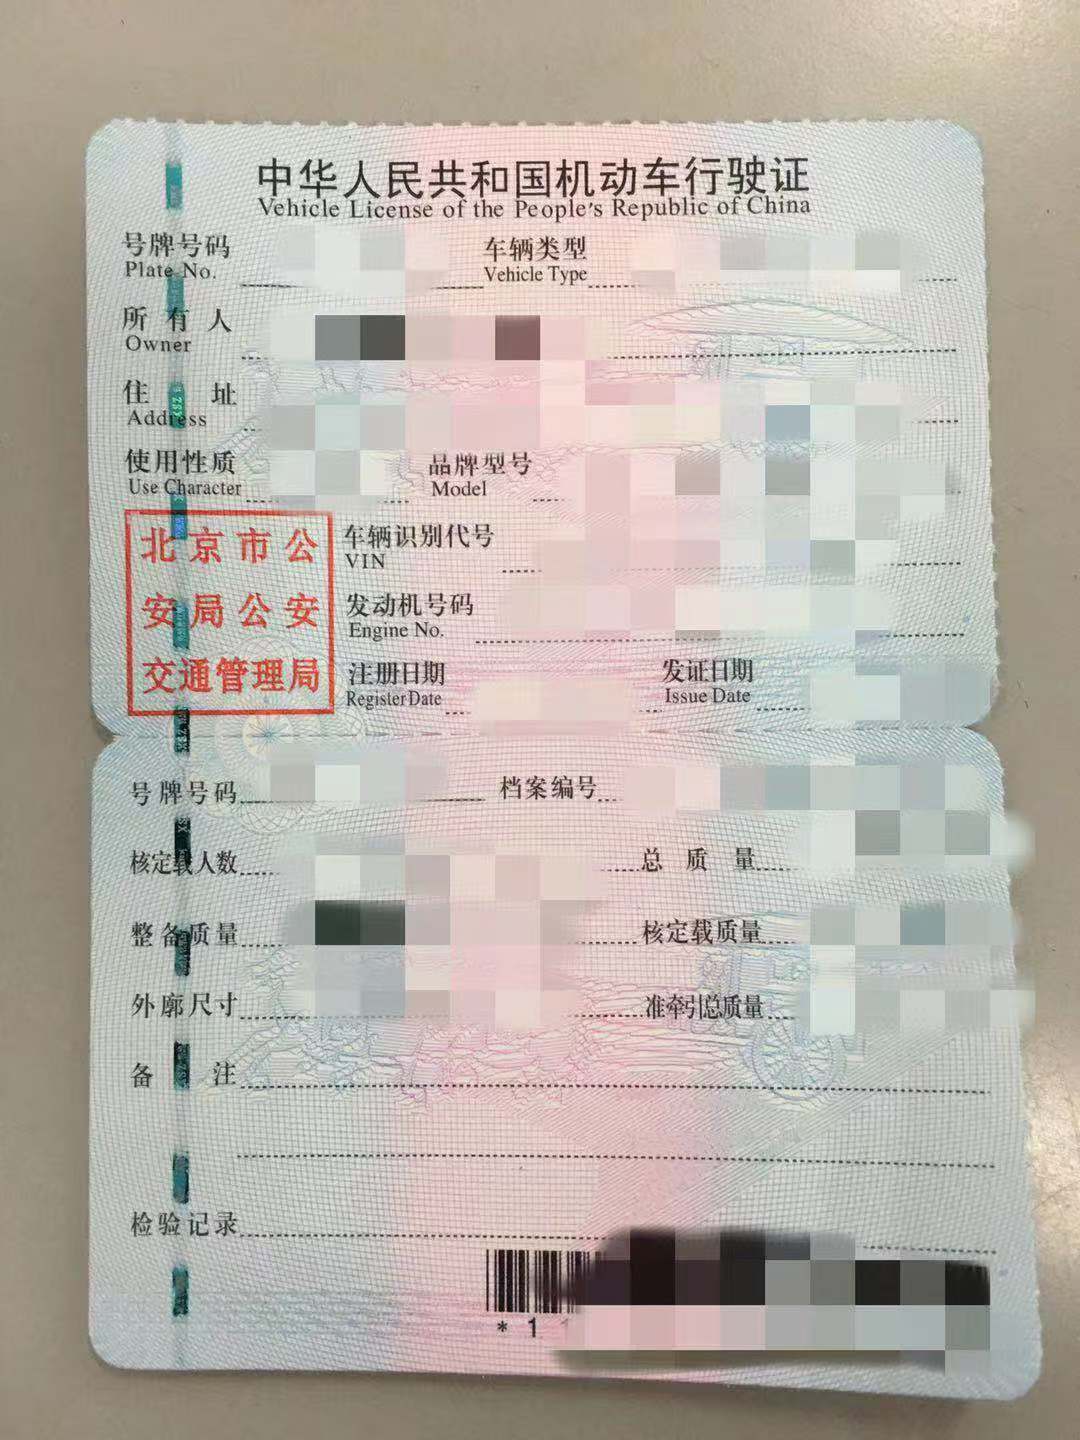 中华人民共和国机动车行驶证
Vehicle License of the People's Republic of China
号牌号码 车辆类型
Plate No. Vehicle Type
所有人
Owner
住址
Address
使用性质 品牌型号
Use Character Model
北京市公
安局公安
交通管理局
车辆识别代号
VIN
发动机号码
Engine No.
注册日期 发证日期
Register Date Issue Date
号牌号码 档案编号
核定载人数 总质量
整备质量 核定载质量
外廓尺寸 准牵引总质量
备注
检验记录
*1